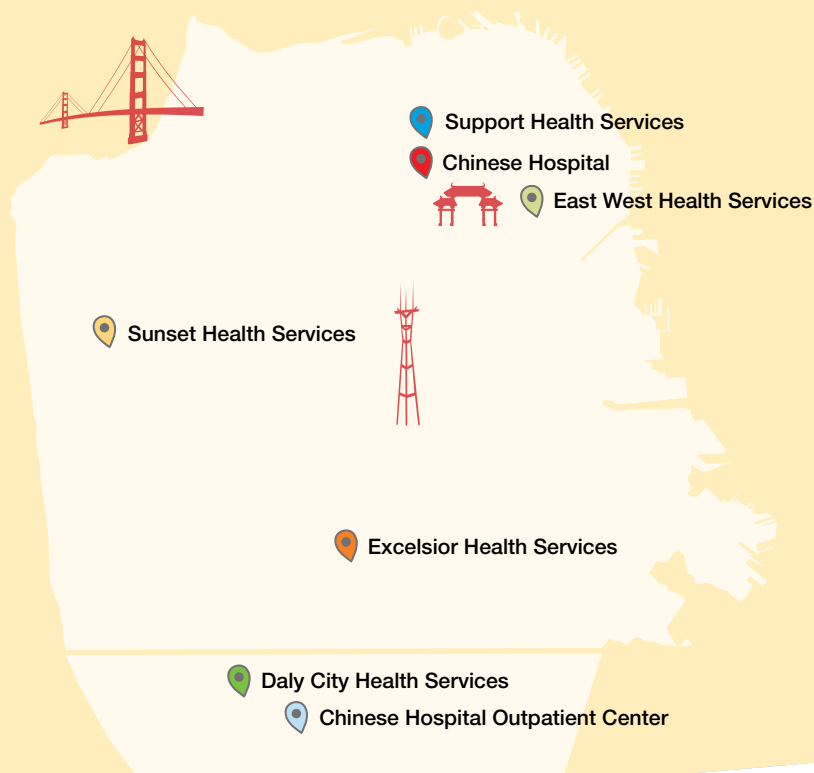 Support Health Services
Chinese Hospital
East West Health Services
Sunset Health Services
Excelsior Health Services
Daly City Health Services
Chinese Hospital Outpatient Center